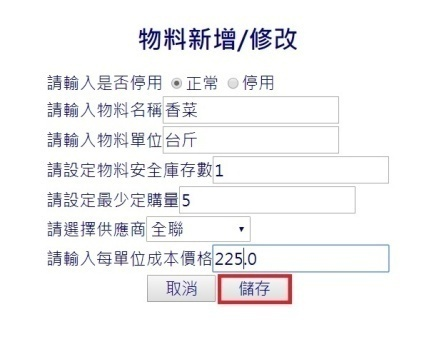 物料新增/修改
請輸入是否停用 正常 停用
請輸入物料名稱 香菜
請輸入物料單位 台斤
請設定物料安全庫存數 1
請設定最少定購量 5
請選擇供應商 全聯
請輸入每單位成本價格 225.0
取消 儲存